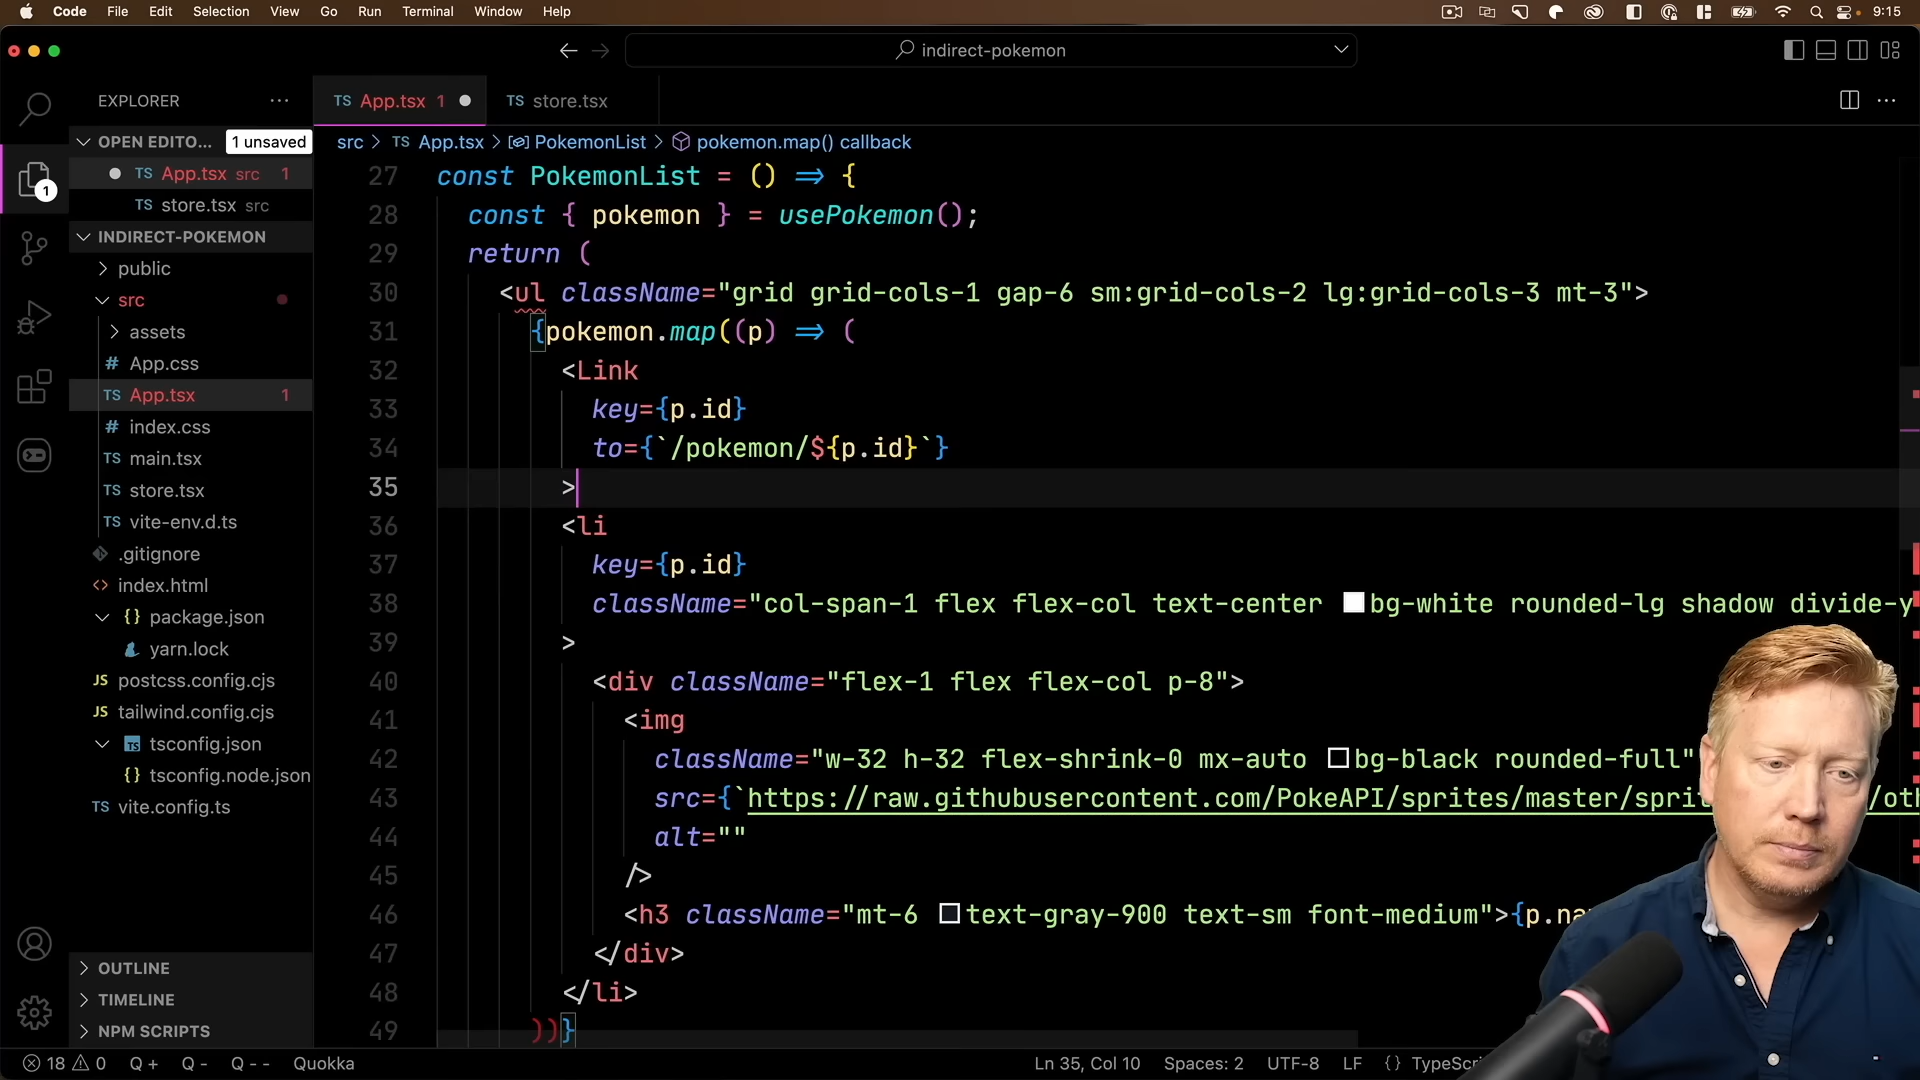 Code File Edit Selection View Go Run Terminal Window Help 9:15
indirect-pokemon
EXPLORER
TS App.tsx 1
TS store.tsx
OPEN EDITO... 1 unsaved
TS App.tsx src 1
TS store.tsx src
INDIRECT-POKEMON
public
src
assets
# App.css
TS App.tsx 1
# index.css
TS main.tsx
TS store.tsx
TS vite-env.d.ts
.gitignore
<> index.html
{} package.json
yarn.lock
JS postcss.config.cjs
JS tailwind.config.cjs
TS tsconfig.json
{} tsconfig.node.json
TS vite.config.ts
OUTLINE
TIMELINE
NPM SCRIPTS
1
src > TS App.tsx > PokemonList > pokemon.map() callback
27 const PokemonList = () => {
28 const { pokemon } = usePokemon();
29 return (
30 <ul className="grid grid-cols-1 gap-6 sm:grid-cols-2 lg:grid-cols-3 mt-3">
31 {pokemon.map((p) => (
32 <Link
33 key={p.id}
34 to={`/pokemon/${p.id}`}
35 >
36 <li
37 key={p.id}
38 className="col-span-1 flex flex-col text-center bg-white rounded-lg shadow divide-y
39 >
40 <div className="flex-1 flex flex-col p-8">
41 <img
42 className="w-32 h-32 flex-shrink-0 mx-auto bg-black rounded-full"
43 src={`https://raw.githubusercontent.com/PokeAPI/sprites/master/sprit
44 alt=""
45 />
46 <h3 className="mt-6 text-gray-900 text-sm font-medium">{p.na
47 </div>
48 </li>
49 ))}
18 0 Q + Q - Q - - Quokka Ln 35, Col 10 Spaces: 2 UTF-8 LF {} TypeScri